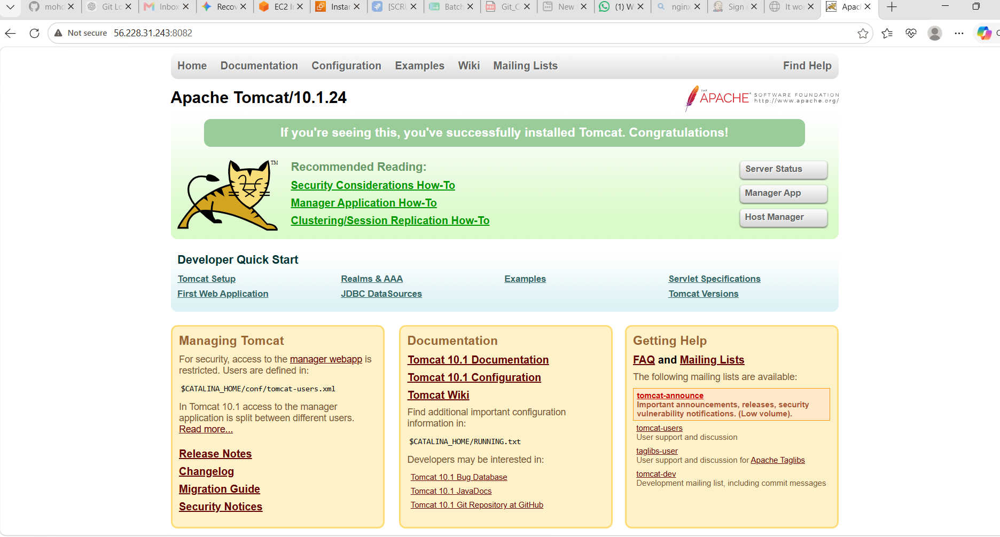 mohd
Git Lo
Inbox
Recov
EC2 I
Instar
[SCRU
Batch
Git_C
New
(1) W
nginx
Sign i
It wor
Apacl
Not secure 56.228.31.243:8082
Home Documentation Configuration Examples Wiki Mailing Lists Find Help
Apache Tomcat/10.1.24
THE APACHE® SOFTWARE FOUNDATION
http://www.apache.org/
If you're seeing this, you've successfully installed Tomcat. Congratulations!
TM
Recommended Reading:
Security Considerations How-To
Manager Application How-To
Clustering/Session Replication How-To
Server Status
Manager App
Host Manager
Developer Quick Start
Tomcat Setup
First Web Application
Realms & AAA
JDBC DataSources
Examples
Servlet Specifications
Tomcat Versions
Managing Tomcat
For security, access to the manager webapp is
restricted. Users are defined in:
$CATALINA_HOME/conf/tomcat-users.xml
In Tomcat 10.1 access to the manager
application is split between different users.
Read more...
Release Notes
Changelog
Migration Guide
Security Notices
Documentation
Tomcat 10.1 Documentation
Tomcat 10.1 Configuration
Tomcat Wiki
Find additional important configuration
information in:
$CATALINA_HOME/RUNNING.txt
Developers may be interested in:
Tomcat 10.1 Bug Database
Tomcat 10.1 JavaDocs
Tomcat 10.1 Git Repository at GitHub
Getting Help
FAQ and Mailing Lists
The following mailing lists are available:
tomcat-announce
Important announcements, releases, security
vulnerability notifications. (Low volume).
tomcat-users
User support and discussion
taglibs-user
User support and discussion for Apache Taglibs
tomcat-dev
Development mailing list, including commit messages